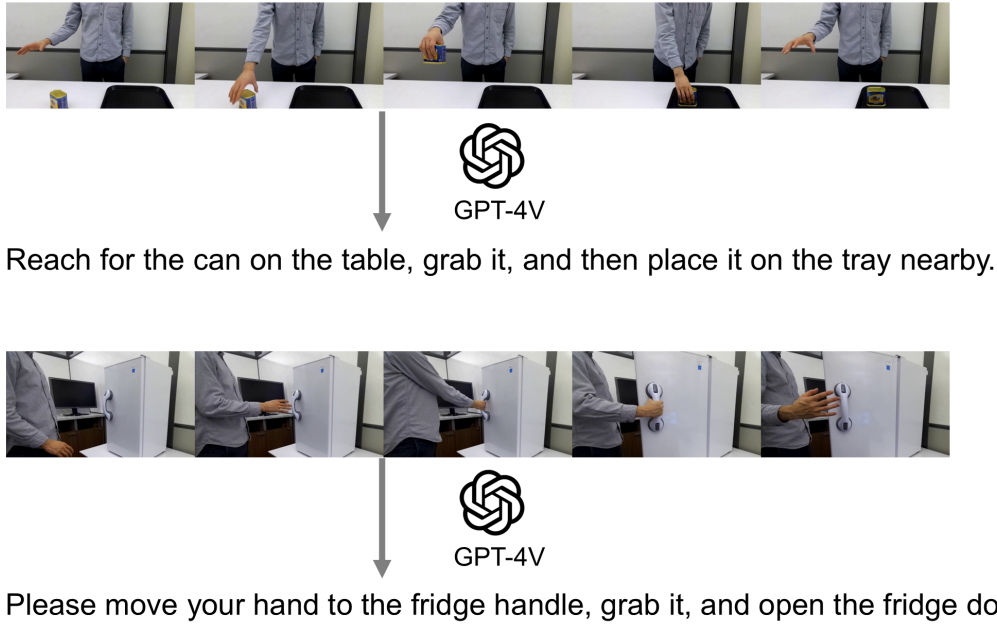 GPT-4V
Reach for the can on the table, grab it, and then place it on the tray nearby.
GPT-4V
Please move your hand to the fridge handle, grab it, and open the fridge do